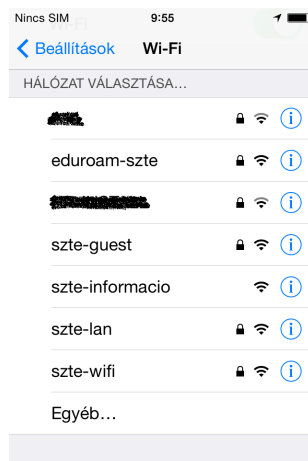 Nincs SIM 9:55
Beállítások Wi-Fi
HÁLÓZAT VÁLASZTÁSA...
eduroam-szte
szte-guest
szte-informacio
szte-lan
szte-wifi
Egyéb...